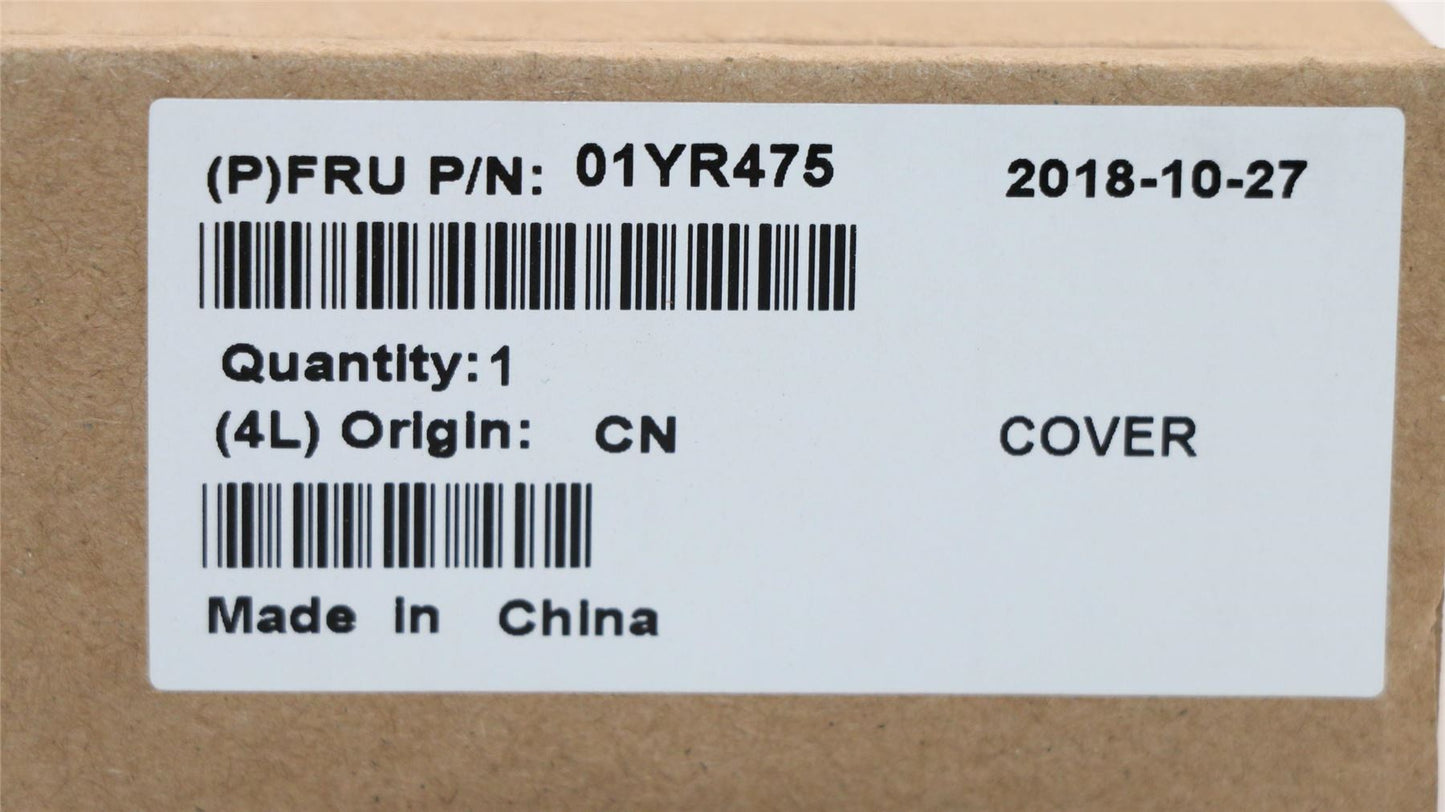 (P)FRU P/N: 01YR475 2018-10-27
Quantity:1
(4L) Origin: CN COVER
Made in China